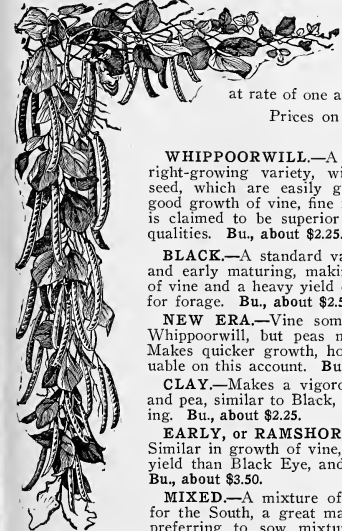 at rate of one a
Prices on
WHIPPOORWILL.—A
right-growing variety, wi
seed, which are easily g
good growth of vine, fine
is claimed to be superior
qualities. Bu., about $2.25.
BLACK.—A standard va
and early maturing, maki
of vine and a heavy yield
for forage. Bu., about $2.5
NEW ERA.—Vine som
Whippoorwill, but peas n
Makes quicker growth, ho
uable on this account. Bu
CLAY.—Makes a vigoro
and pea, similar to Black,
ing. Bu., about $2.25.
EARLY, or RAMSHOR
Similar in growth of vine,
yield than Black Eye, and
Bu., about $3.50.
MIXED.—A mixture of
for the South, a great ma
preferring to sow mixtu